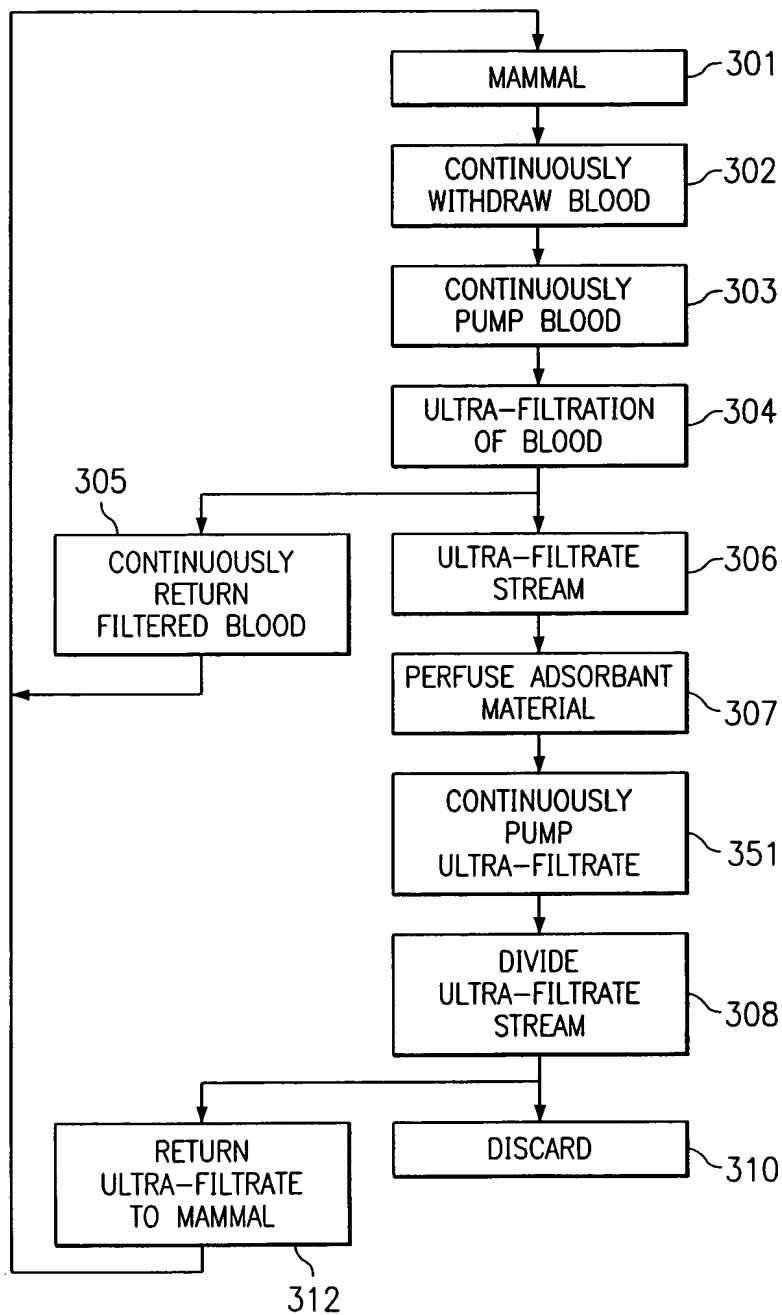 MAMMAL
301
CONTINUOUSLY
WITHDRAW BLOOD
302
CONTINUOUSLY
PUMP BLOOD
303
ULTRA-FILTRATION
OF BLOOD
304
305
CONTINUOUSLY
RETURN
FILTERED BLOOD
ULTRA-FILTRATE
STREAM
306
PERFUSE ADSORBANT
MATERIAL
307
CONTINUOUSLY
PUMP
ULTRA-FILTRATE
351
DIVIDE
ULTRA-FILTRATE
STREAM
308
RETURN
ULTRA-FILTRATE
TO MAMMAL
312
DISCARD
310